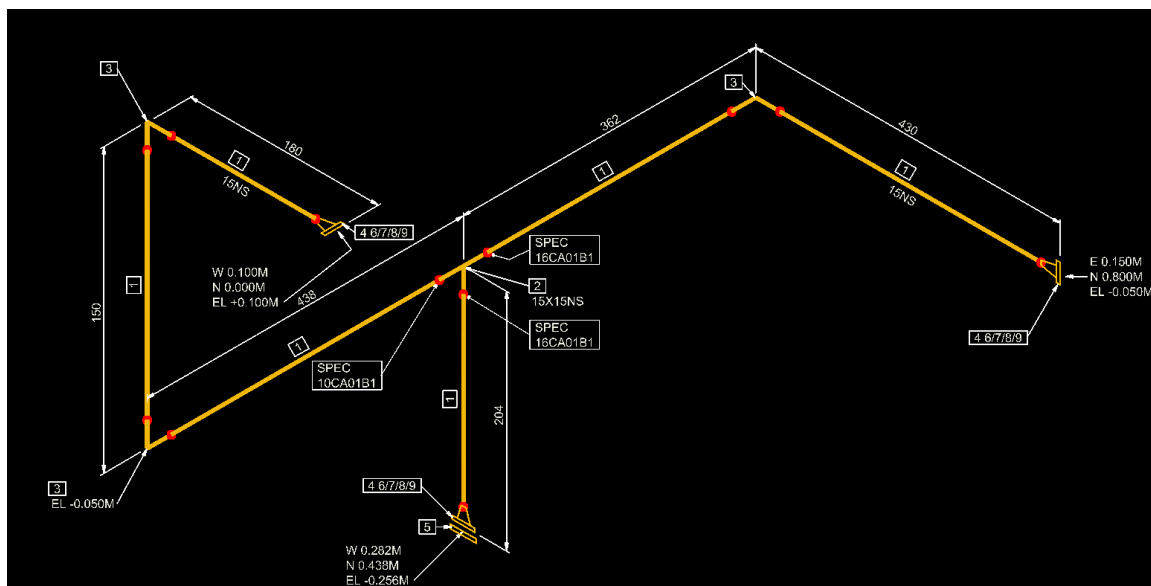 3
362
3
430
180
1
15NS
1
1
15NS
4 6/7/8/9
SPEC
16CA01B1
E 0.150M
N 0.800M
EL -0.050M
W 0.100M
N 0.000M
EL +0.100M
2
15X15NS
1
438
150
SPEC
16CA01B1
4 6/7/8/9
1
SPEC
10CA01B1
1
204
3
EL -0.050M
4 6/7/8/9
5
W 0.282M
N 0.438M
EL -0.256M